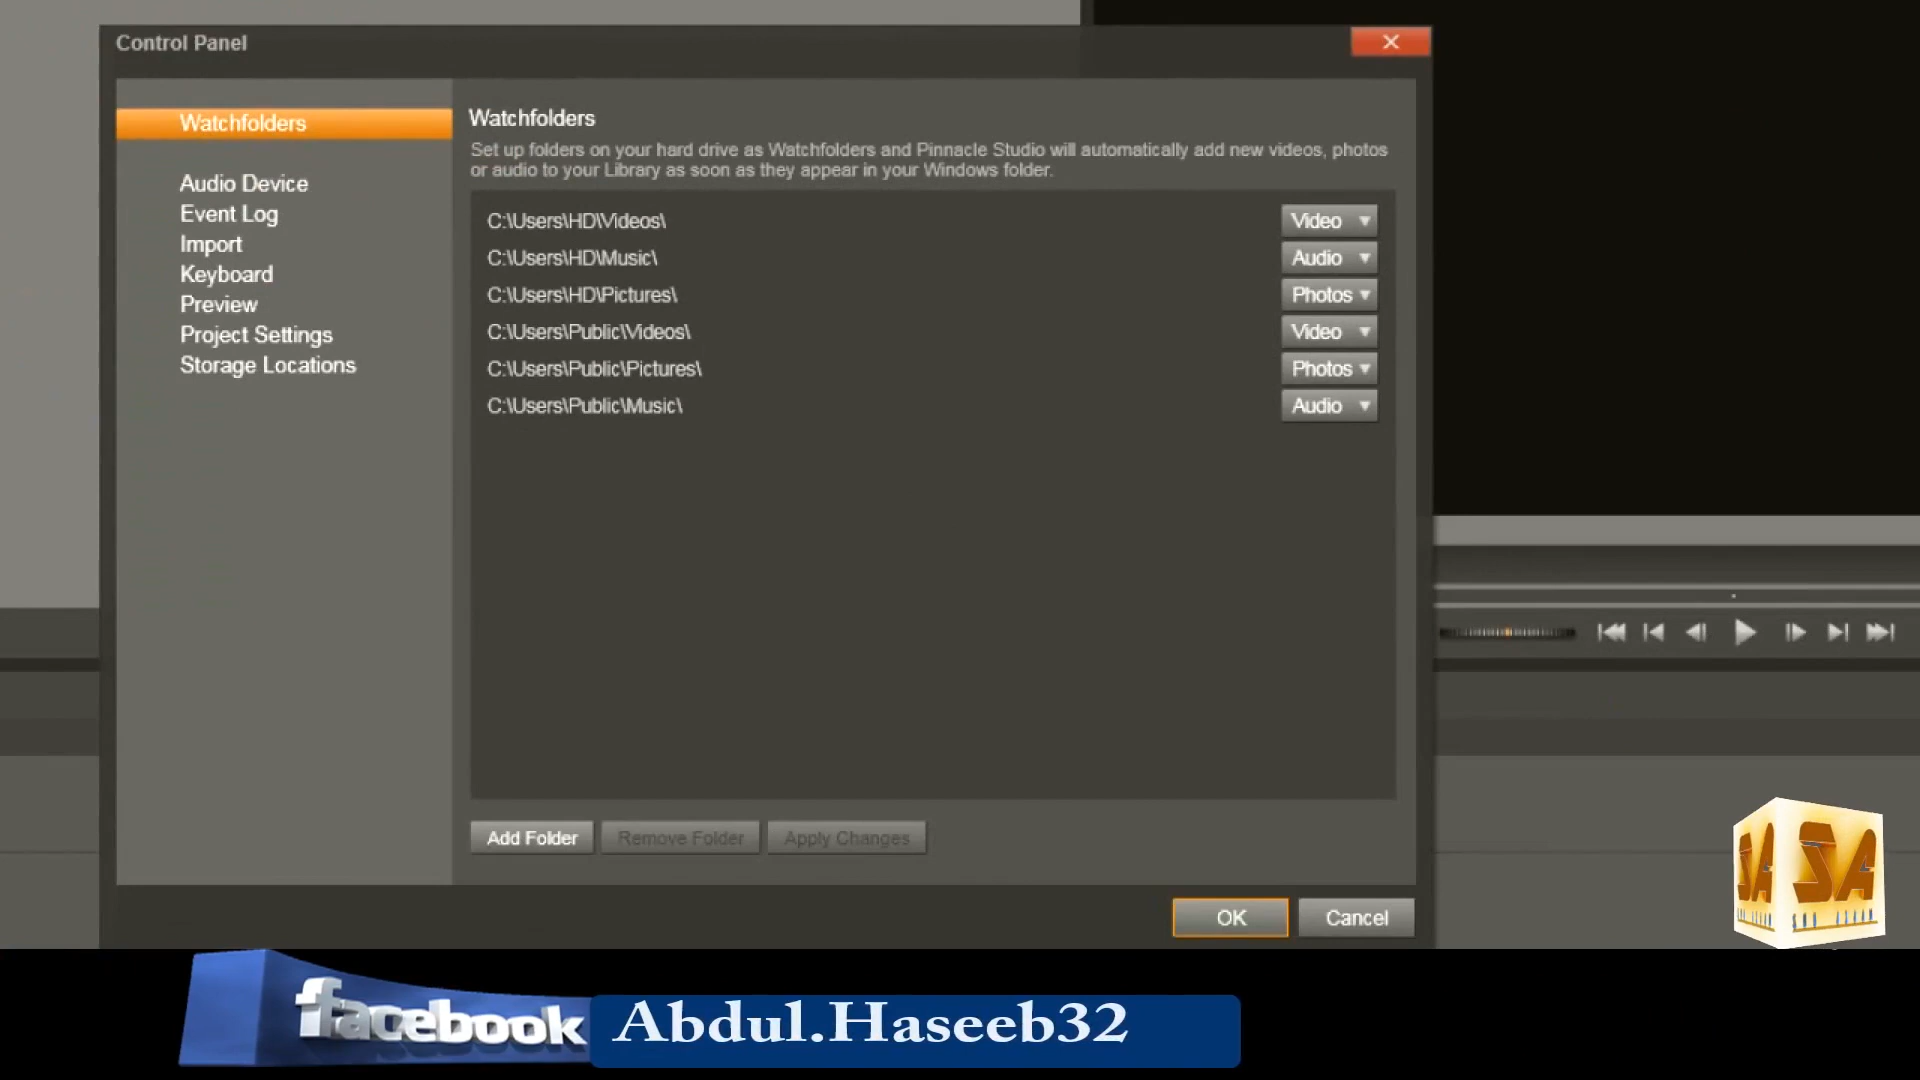 Control Panel
Watchfolders
Audio Device
Event Log
Import
Keyboard
Preview
Project Settings
Storage Locations
Watchfolders
Set up folders on your hard drive as Watchfolders and Pinnacle Studio will automatically add new videos, photos
or audio to your Library as soon as they appear in your Windows folder.
C:\Users\HD\Videos\ Video
C:\Users\HD\Music\ Audio
C:\Users\HD\Pictures\ Photos
C:\Users\Public\Videos\ Video
C:\Users\Public\Pictures\ Photos
C:\Users\Public\Music\ Audio
Add Folder Remove Folder Apply Changes
OK Cancel
SA
SA
facebook Abdul.Haseeb32